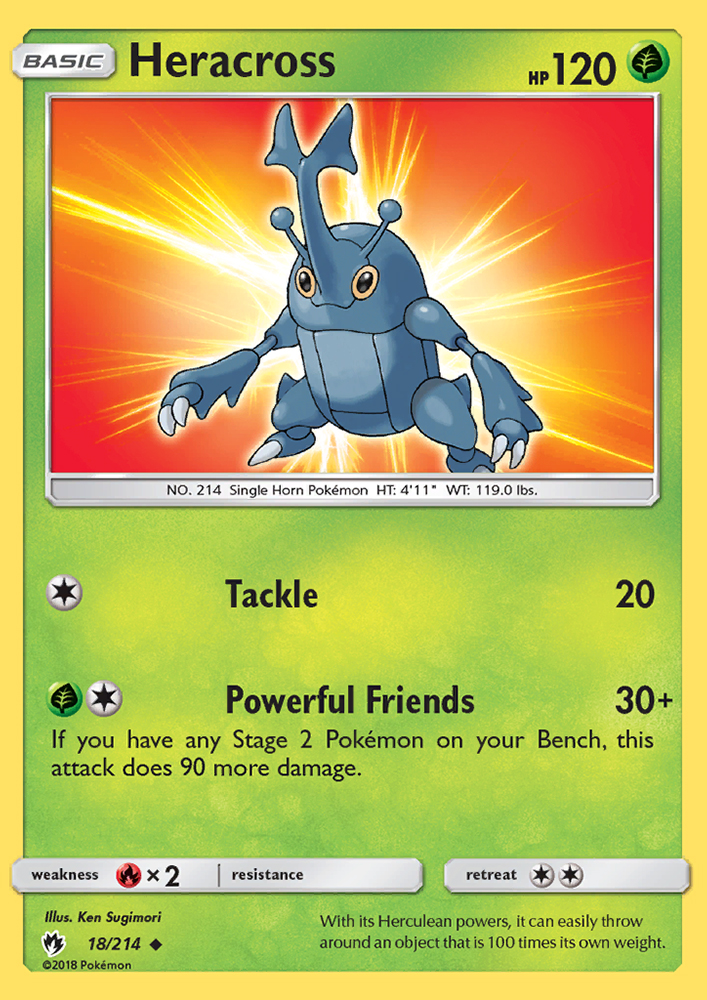 BASIC Heracross HP 120
NO. 214 Single Horn Pokémon HT: 4'11" WT: 119.0 lbs.
Tackle 20
Powerful Friends 30+
If you have any Stage 2 Pokémon on your Bench, this
attack does 90 more damage.
weakness ×2 resistance retreat
Illus. Ken Sugimori
18/214
©2018 Pokémon
With its Herculean powers, it can easily throw
around an object that is 100 times its own weight.